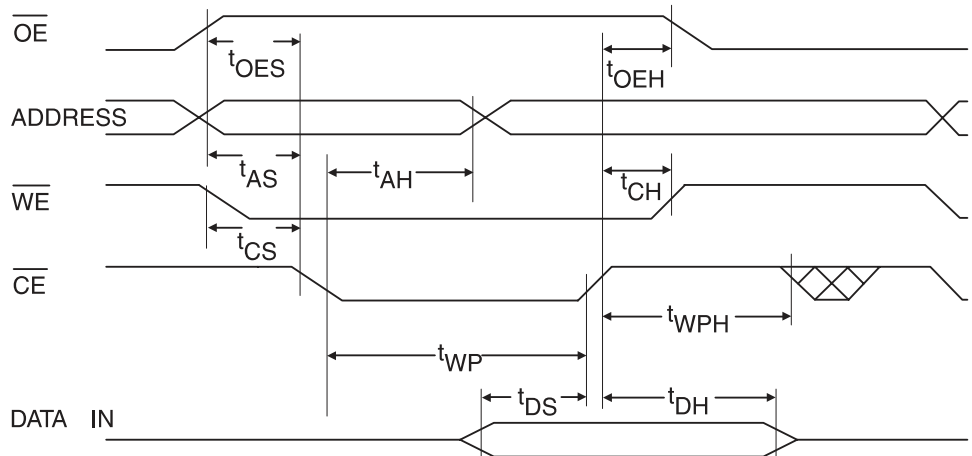 OE
tOES
tOEH
ADDRESS
tAS
tAH
tCH
WE
tCS
CE
tWPH
tWP
tDS
tDH
DATA IN